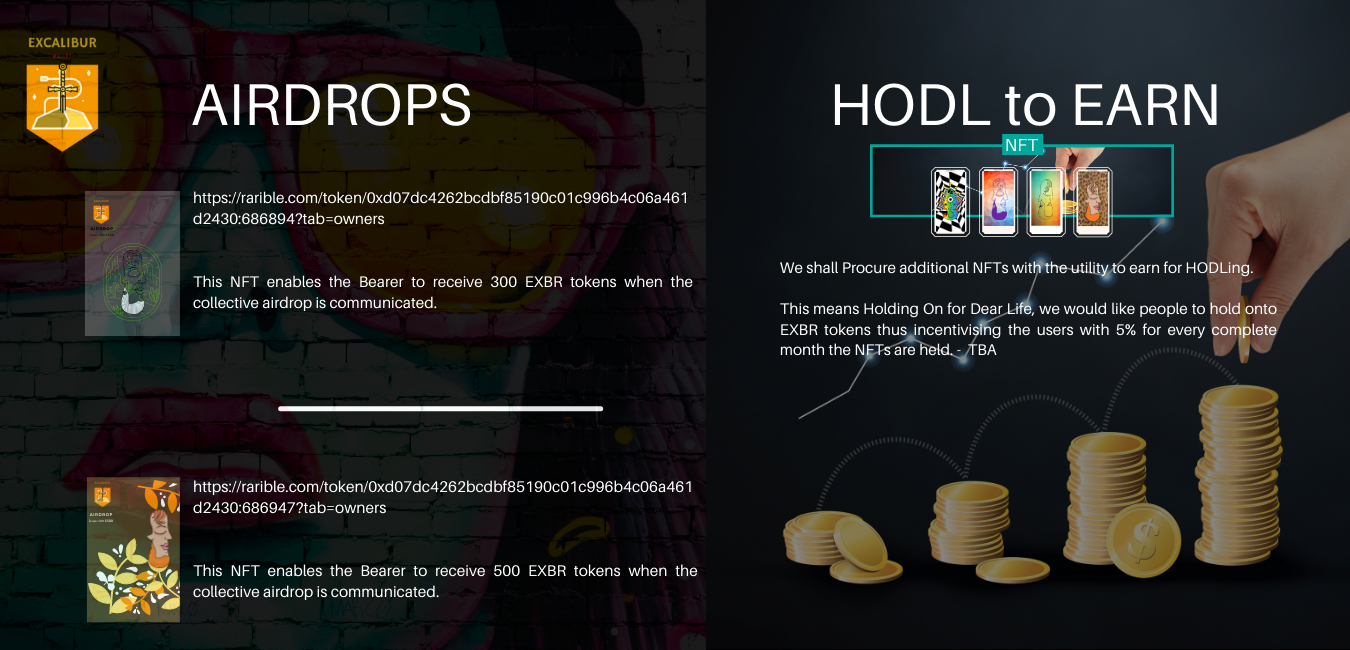 EXCALIBUR
AIRDROPS
https://rarible.com/token/0xd07dc4262bcdbf85190c01c996b4c06a461
d2430:686894?tab=owners
AIRDROP
This NFT enables the Bearer to receive 300 EXBR tokens when the
collective airdrop is communicated.
https://rarible.com/token/0xd07dc4262bcdbf85190c01c996b4c06a461
d2430:686947?tab=owners
AIRDROP
This NFT enables the Bearer to receive 500 EXBR tokens when the
collective airdrop is communicated.
HODL to EARN
NFT
We shall Procure additional NFTs with the utility to earn for HODLing.
This means Holding On for Dear Life, we would like people to hold onto
EXBR tokens thus incentivising the users with 5% for every complete
month the NFTs are held. - TBA